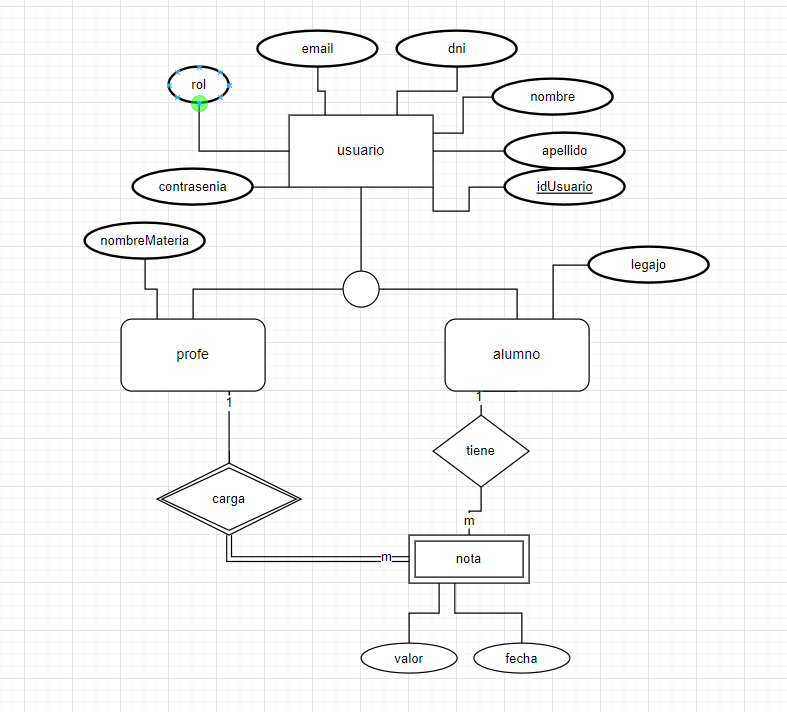 email
dni
rol
nombre
usuario
apellido
contrasenia
idUsuario
nombreMateria
legajo
profe
alumno
1
1
tiene
carga
m
m
nota
valor
fecha